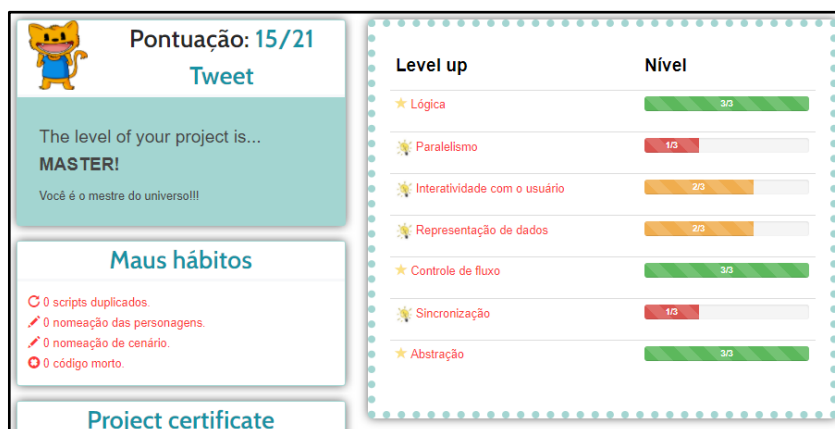 Pontuação: 15/21
Tweet
The level of your project is...
MASTER!
Você é o mestre do universo!!!
Maus hábitos
0 scripts duplicados.
0 nomeação das personagens.
0 nomeação de cenário.
0 código morto.
Project certificate
Level up Nível
Lógica 3/3
Paralelismo 1/3
Interatividade com o usuário 2/3
Representação de dados 2/3
Controle de fluxo 3/3
Sincronização 1/3
Abstração 3/3